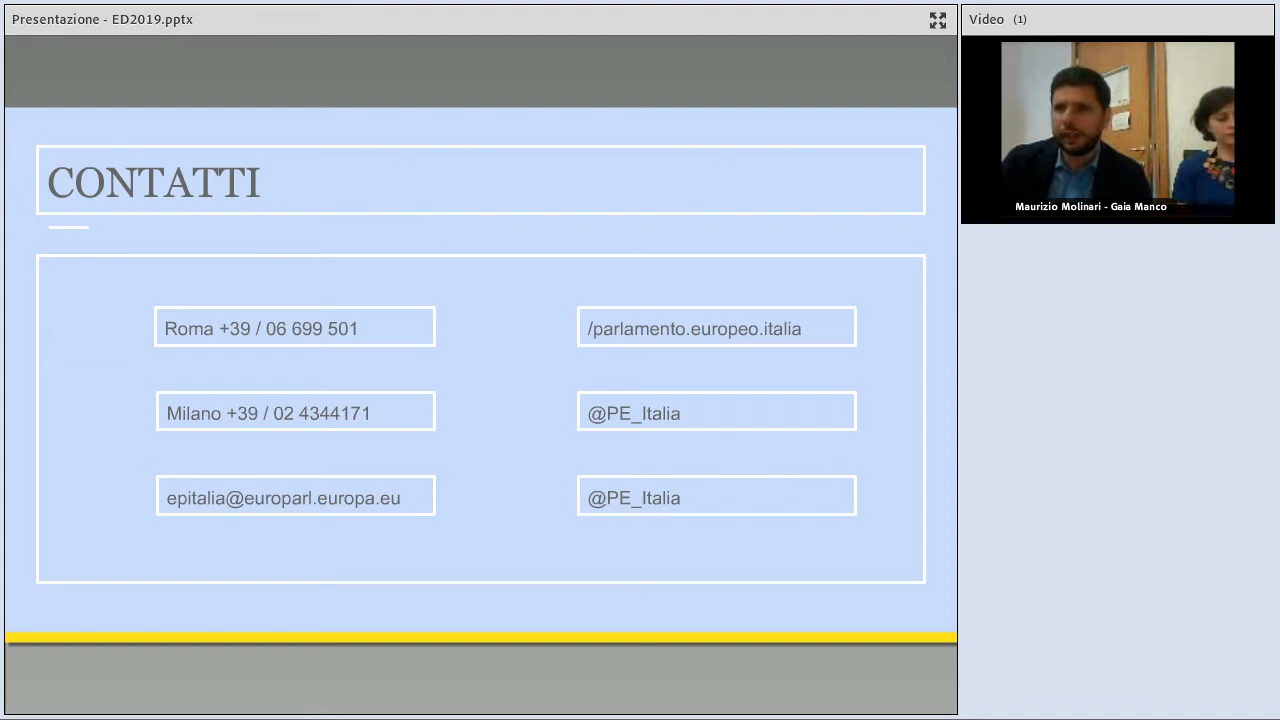 Presentazione - ED2019.pptx
Video (1)
Maurizio Molinari - Gaia Manco
CONTATTI
Roma +39 / 06 699 501
/parlamento.europeo.italia
Milano +39 / 02 4344171
@PE_Italia
epitalia@europarl.europa.eu
@PE_Italia